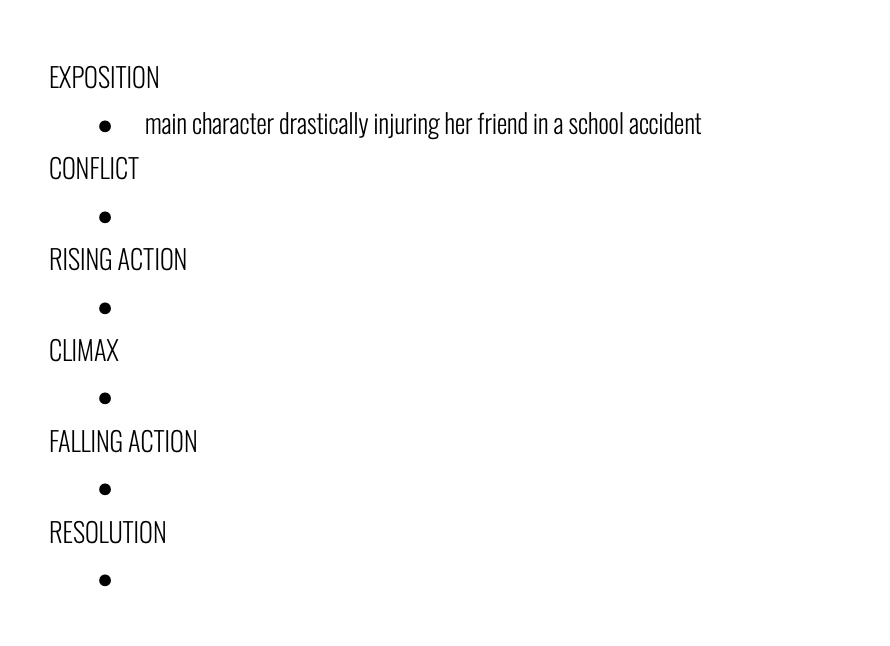 EXPOSITION
● main character drastically injuring her friend in a school accident
CONFLICT
●
RISING ACTION
●
CLIMAX
●
FALLING ACTION
●
RESOLUTION
●